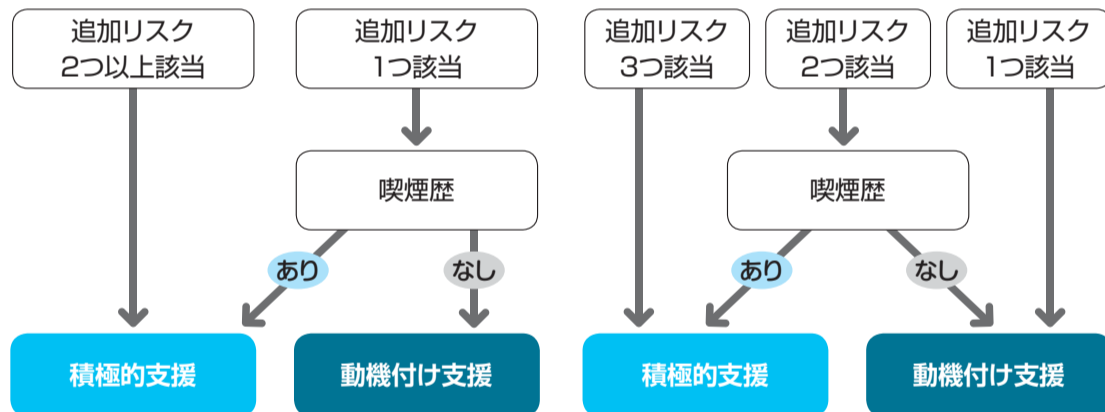 追加リスク
2つ以上該当
追加リスク
1つ該当
追加リスク
3つ該当
追加リスク
2つ該当
追加リスク
1つ該当
喫煙歴
喫煙歴
あり
なし
あり
なし
積極的支援
動機付け支援
積極的支援
動機付け支援